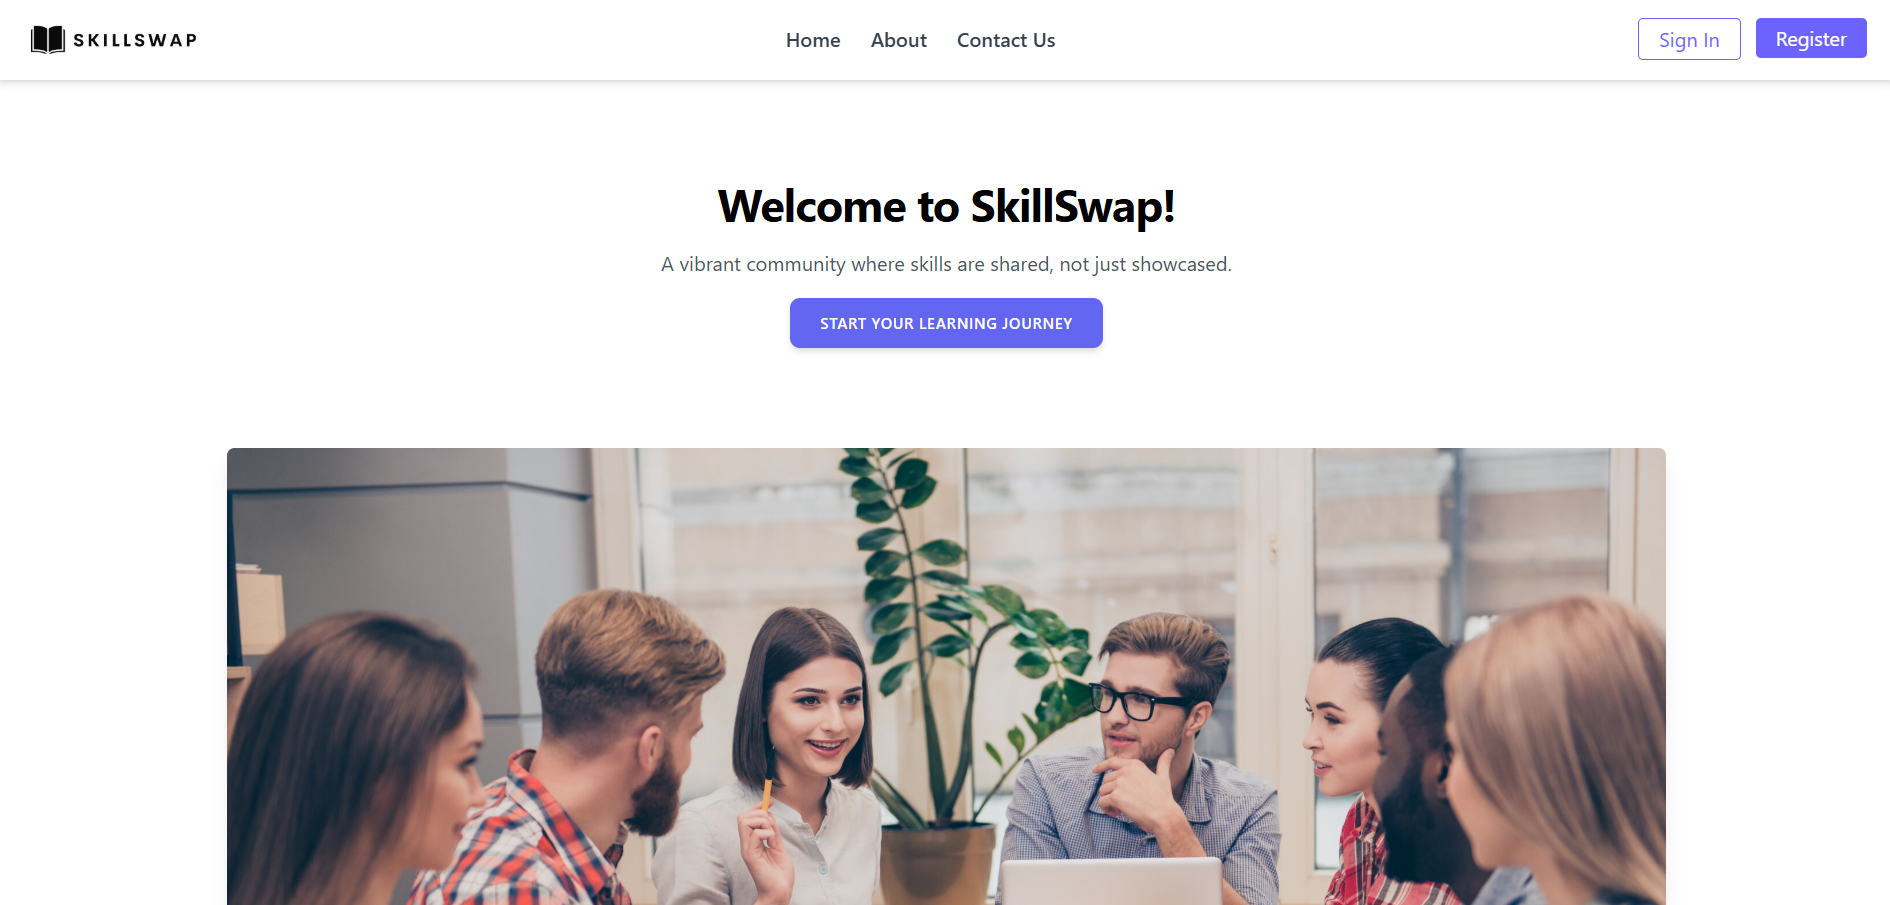 SKILLSWAP
Home About Contact Us
Sign In Register
Welcome to SkillSwap!
A vibrant community where skills are shared, not just showcased.
START YOUR LEARNING JOURNEY